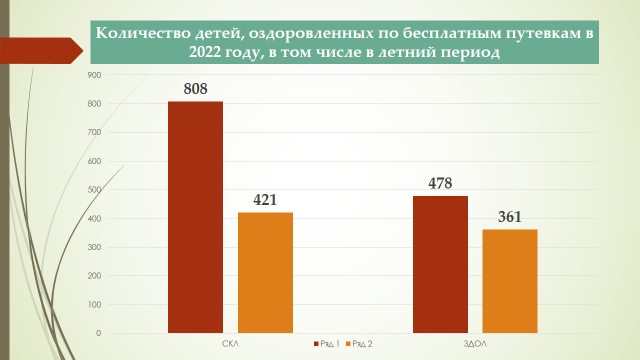 Количество детей, оздоровленных по бесплатным путевкам в
2022 году, в том числе в летний период
900
800
700
600
500
400
300
200
100
0
808
421
478
361
СКЛ
ЗДОЛ
Ряд 1
Ряд 2